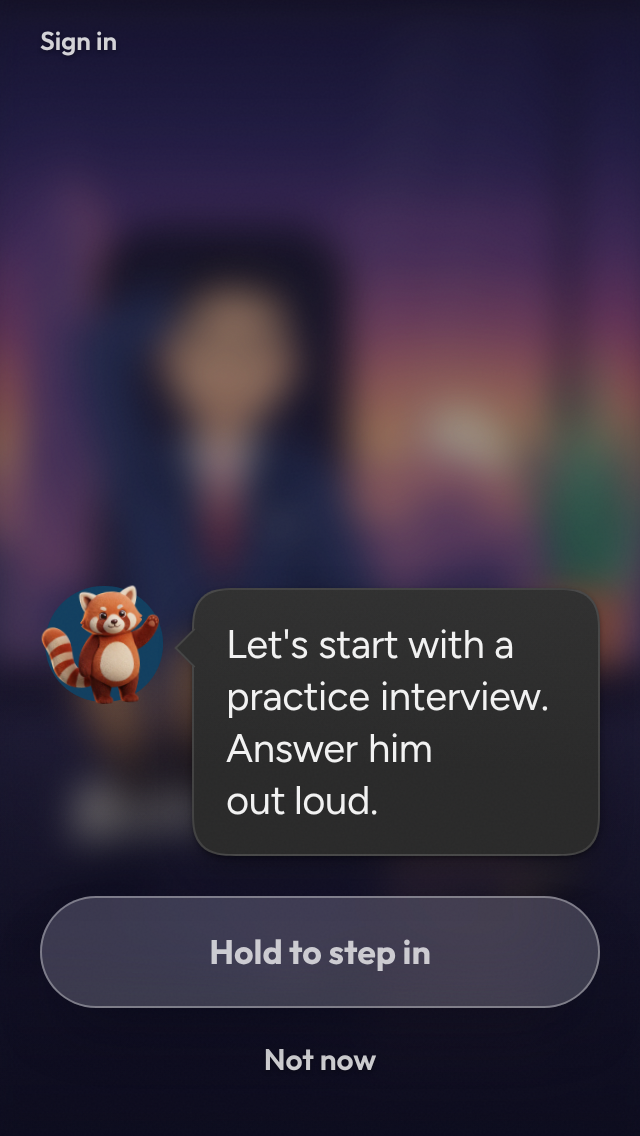 Sign in
Let's start with a
practice interview.
Answer him
out loud.
Hold to step in
Not now